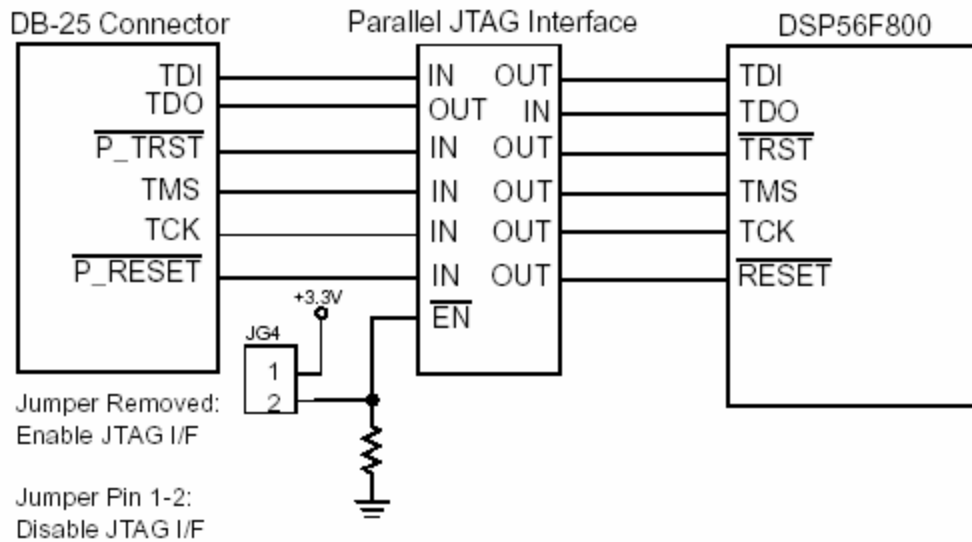 DB-25 Connector
Parallel JTAG Interface
DSP56F800
TDI
IN OUT
TDI
TDO
OUT IN
TDO
P_TRST
IN OUT
TRST
TMS
IN OUT
TMS
TCK
IN OUT
TCK
P_RESET
IN OUT
RESET
+3.3V
EN
JG4
1
2
Jumper Removed:
Enable JTAG I/F
Jumper Pin 1-2:
Disable JTAG I/F